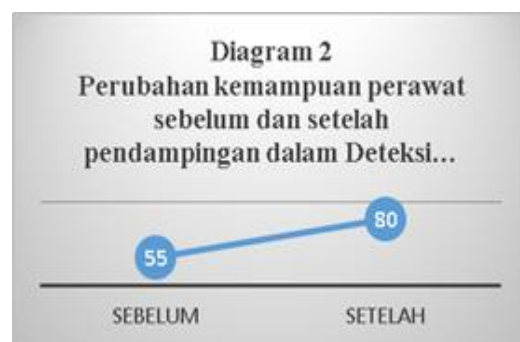 Diagram 2
Perubahan kemampuan perawat
sebelum dan setelah
pendampingan dalam Deteksi...
80
55
SEBELUM SETELAH